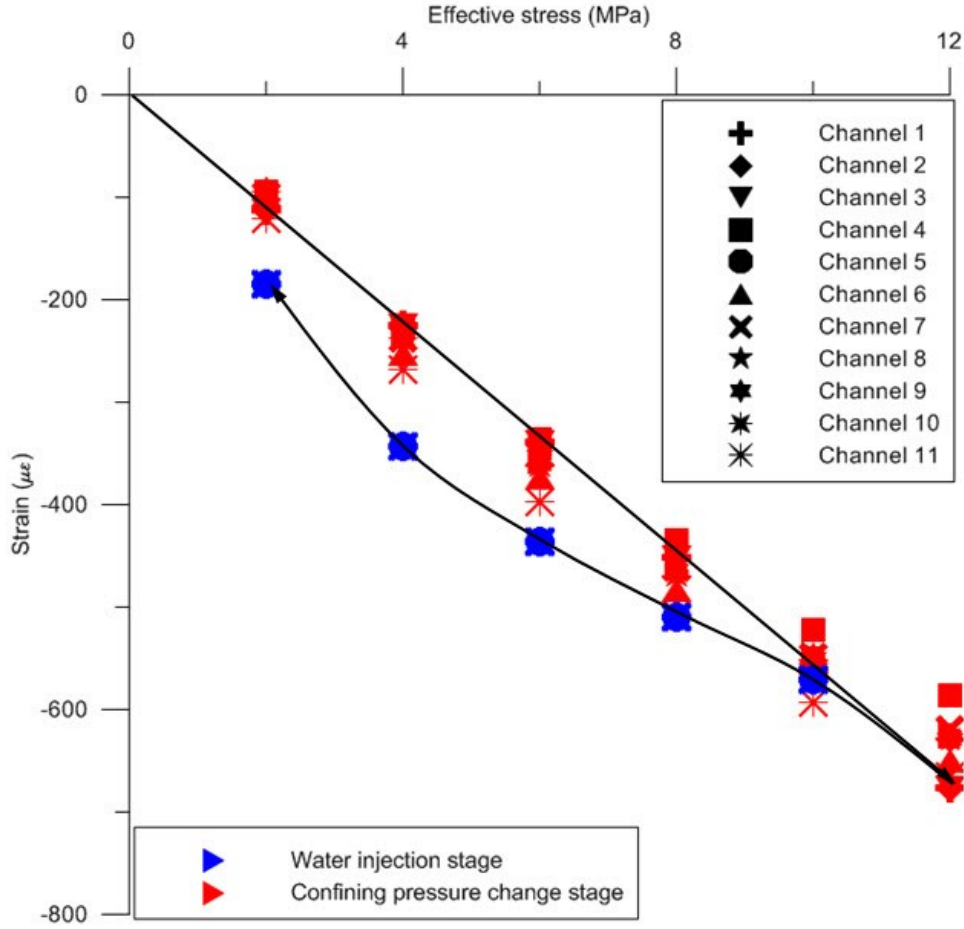 Effective stress (MPa)
0 4 8 12
0
-200
-400
-600
-800
Strain (με)
Channel 1
Channel 2
Channel 3
Channel 4
Channel 5
Channel 6
Channel 7
Channel 8
Channel 9
Channel 10
Channel 11
Water injection stage
Confining pressure change stage